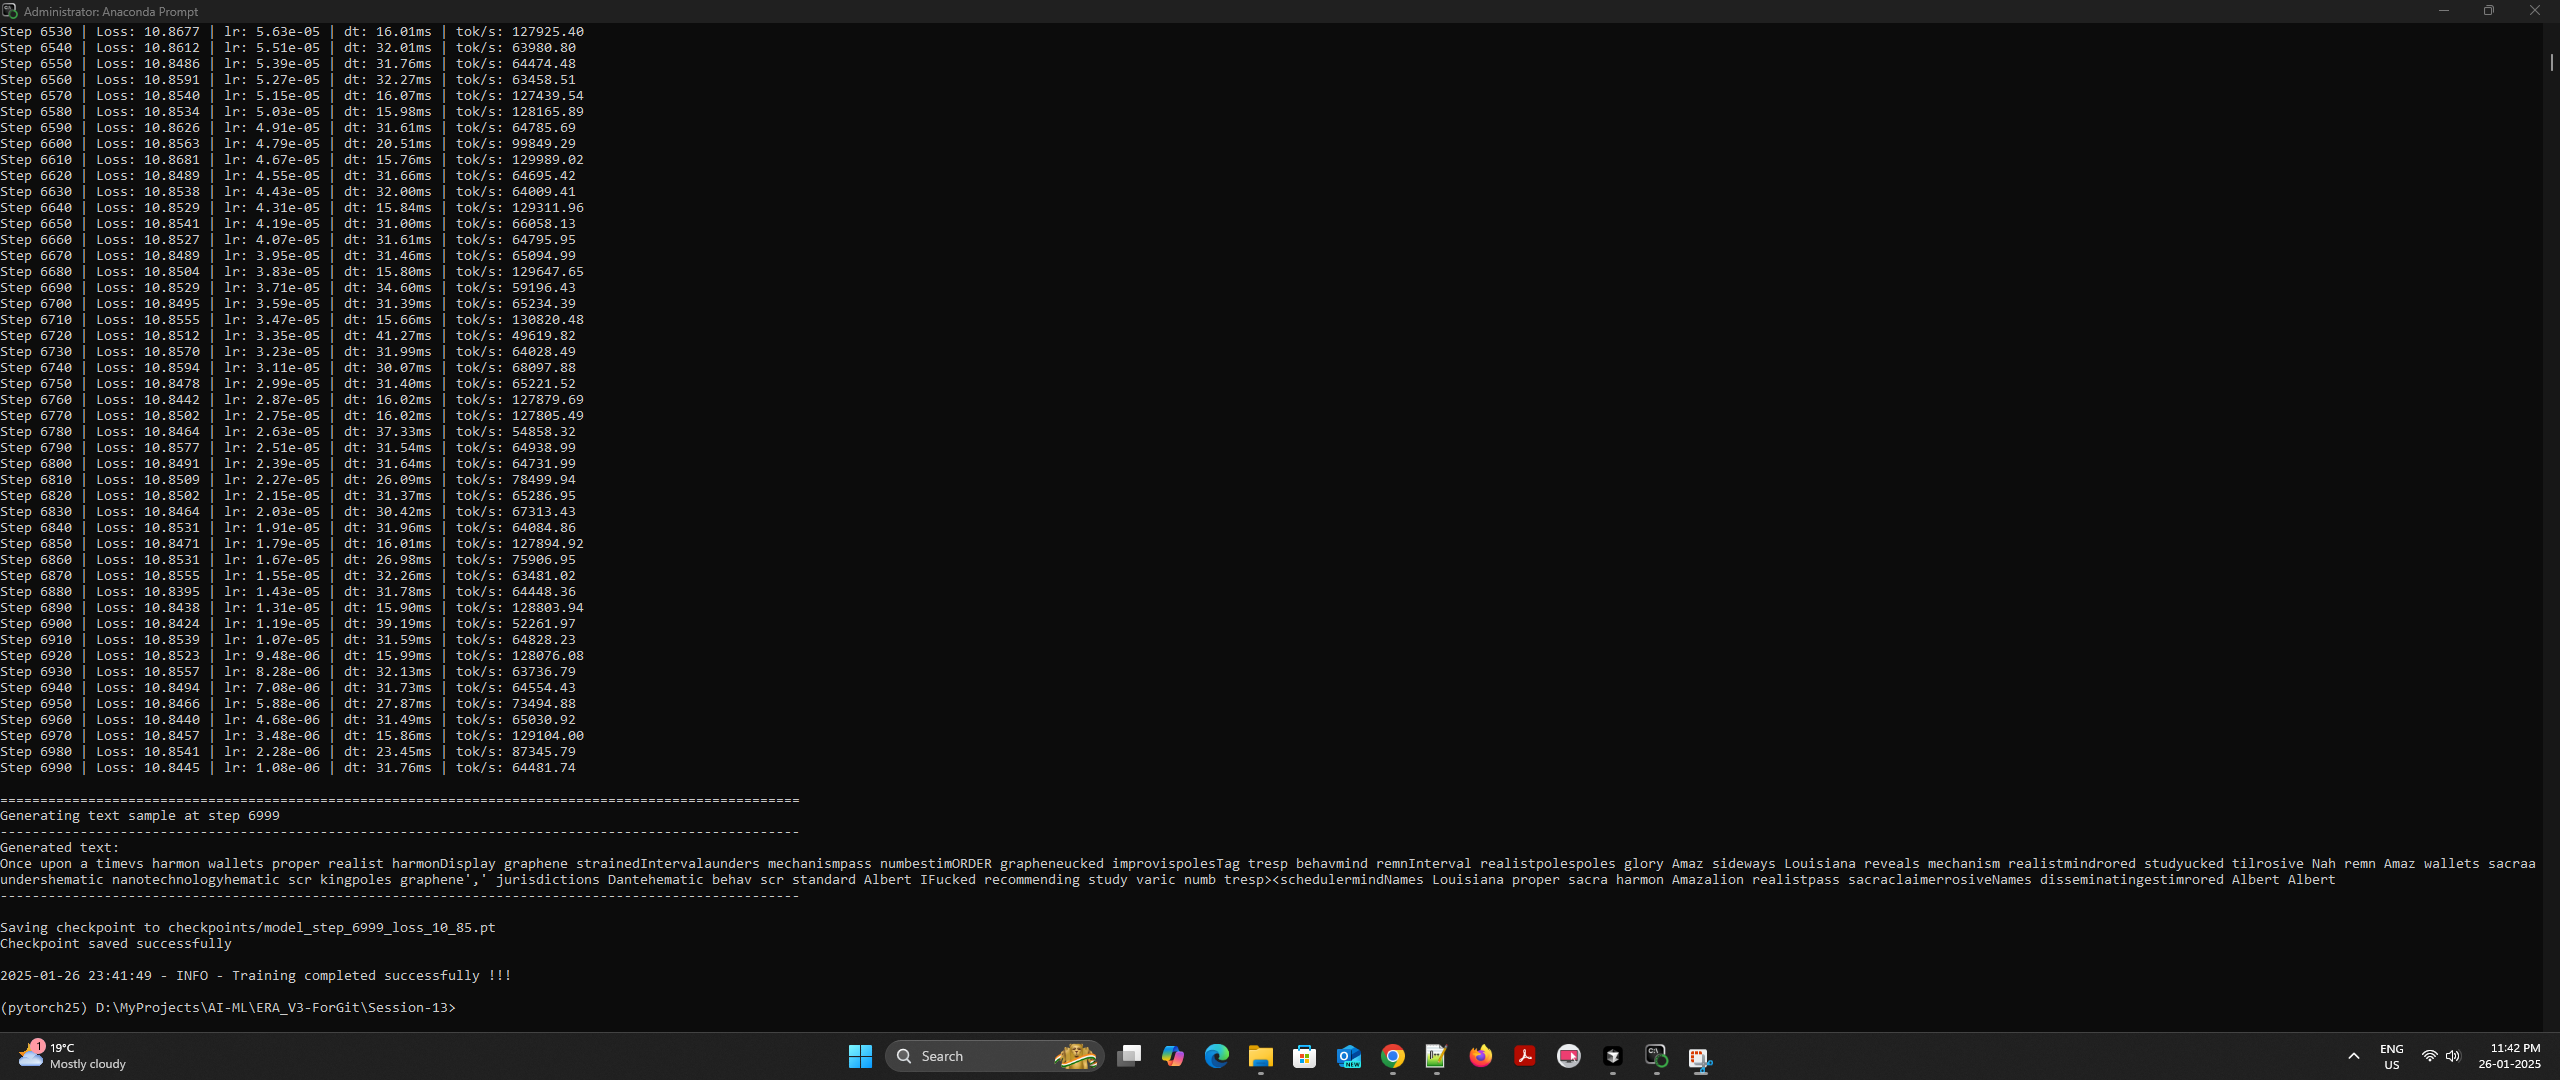 Administrator: Anaconda Prompt
Step 6530 | Loss: 10.8677 | lr: 5.63e-05 | dt: 16.01ms | tok/s: 127925.40
Step 6540 | Loss: 10.8612 | lr: 5.51e-05 | dt: 32.01ms | tok/s: 63980.80
Step 6550 | Loss: 10.8486 | lr: 5.39e-05 | dt: 31.76ms | tok/s: 64474.48
Step 6560 | Loss: 10.8591 | lr: 5.27e-05 | dt: 32.27ms | tok/s: 63458.51
Step 6570 | Loss: 10.8540 | lr: 5.15e-05 | dt: 16.07ms | tok/s: 127439.54
Step 6580 | Loss: 10.8534 | lr: 5.03e-05 | dt: 15.98ms | tok/s: 128165.89
Step 6590 | Loss: 10.8626 | lr: 4.91e-05 | dt: 31.61ms | tok/s: 64785.69
Step 6600 | Loss: 10.8563 | lr: 4.79e-05 | dt: 20.51ms | tok/s: 99849.29
Step 6610 | Loss: 10.8681 | lr: 4.67e-05 | dt: 15.76ms | tok/s: 129989.02
Step 6620 | Loss: 10.8489 | lr: 4.55e-05 | dt: 31.66ms | tok/s: 64695.42
Step 6630 | Loss: 10.8538 | lr: 4.43e-05 | dt: 32.00ms | tok/s: 64009.41
Step 6640 | Loss: 10.8529 | lr: 4.31e-05 | dt: 15.84ms | tok/s: 129311.96
Step 6650 | Loss: 10.8541 | lr: 4.19e-05 | dt: 31.00ms | tok/s: 66058.13
Step 6660 | Loss: 10.8527 | lr: 4.07e-05 | dt: 31.61ms | tok/s: 64795.95
Step 6670 | Loss: 10.8489 | lr: 3.95e-05 | dt: 31.46ms | tok/s: 65094.99
Step 6680 | Loss: 10.8504 | lr: 3.83e-05 | dt: 15.80ms | tok/s: 129647.65
Step 6690 | Loss: 10.8529 | lr: 3.71e-05 | dt: 34.60ms | tok/s: 59196.43
Step 6700 | Loss: 10.8495 | lr: 3.59e-05 | dt: 31.39ms | tok/s: 65234.39
Step 6710 | Loss: 10.8555 | lr: 3.47e-05 | dt: 15.66ms | tok/s: 130820.48
Step 6720 | Loss: 10.8512 | lr: 3.35e-05 | dt: 41.27ms | tok/s: 49619.82
Step 6730 | Loss: 10.8570 | lr: 3.23e-05 | dt: 31.99ms | tok/s: 64028.49
Step 6740 | Loss: 10.8594 | lr: 3.11e-05 | dt: 30.07ms | tok/s: 68097.88
Step 6750 | Loss: 10.8478 | lr: 2.99e-05 | dt: 31.40ms | tok/s: 65221.52
Step 6760 | Loss: 10.8442 | lr: 2.87e-05 | dt: 16.02ms | tok/s: 127879.69
Step 6770 | Loss: 10.8502 | lr: 2.75e-05 | dt: 16.02ms | tok/s: 127805.49
Step 6780 | Loss: 10.8464 | lr: 2.63e-05 | dt: 37.33ms | tok/s: 54858.32
Step 6790 | Loss: 10.8577 | lr: 2.51e-05 | dt: 31.54ms | tok/s: 64938.99
Step 6800 | Loss: 10.8491 | lr: 2.39e-05 | dt: 31.64ms | tok/s: 64731.99
Step 6810 | Loss: 10.8509 | lr: 2.27e-05 | dt: 26.09ms | tok/s: 78499.94
Step 6820 | Loss: 10.8502 | lr: 2.15e-05 | dt: 31.37ms | tok/s: 65286.95
Step 6830 | Loss: 10.8464 | lr: 2.03e-05 | dt: 30.42ms | tok/s: 67313.43
Step 6840 | Loss: 10.8531 | lr: 1.91e-05 | dt: 31.96ms | tok/s: 64084.86
Step 6850 | Loss: 10.8471 | lr: 1.79e-05 | dt: 16.01ms | tok/s: 127894.92
Step 6860 | Loss: 10.8531 | lr: 1.67e-05 | dt: 26.98ms | tok/s: 75906.95
Step 6870 | Loss: 10.8555 | lr: 1.55e-05 | dt: 32.26ms | tok/s: 63481.02
Step 6880 | Loss: 10.8395 | lr: 1.43e-05 | dt: 31.78ms | tok/s: 64448.36
Step 6890 | Loss: 10.8438 | lr: 1.31e-05 | dt: 15.90ms | tok/s: 128803.94
Step 6900 | Loss: 10.8424 | lr: 1.19e-05 | dt: 39.19ms | tok/s: 52261.97
Step 6910 | Loss: 10.8539 | lr: 1.07e-05 | dt: 31.59ms | tok/s: 64828.23
Step 6920 | Loss: 10.8523 | lr: 9.48e-06 | dt: 15.99ms | tok/s: 128076.08
Step 6930 | Loss: 10.8557 | lr: 8.28e-06 | dt: 32.13ms | tok/s: 63736.79
Step 6940 | Loss: 10.8494 | lr: 7.08e-06 | dt: 31.73ms | tok/s: 64554.43
Step 6950 | Loss: 10.8466 | lr: 5.88e-06 | dt: 27.87ms | tok/s: 73494.88
Step 6960 | Loss: 10.8440 | lr: 4.68e-06 | dt: 31.49ms | tok/s: 65030.92
Step 6970 | Loss: 10.8457 | lr: 3.48e-06 | dt: 15.86ms | tok/s: 129104.00
Step 6980 | Loss: 10.8541 | lr: 2.28e-06 | dt: 23.45ms | tok/s: 87345.79
Step 6990 | Loss: 10.8445 | lr: 1.08e-06 | dt: 31.76ms | tok/s: 64481.74
====================================================================================================
Generating text sample at step 6999
----------------------------------------------------------------------------------------------------
Generated text:
Once upon a timevs harmon wallets proper realist harmonDisplay graphene strainedIntervalaunders mechanismpass numbestimORDER grapheneucked improvispolesTag tresp behavmind remnInterval realistpolespoles glory Amaz sideways Louisiana reveals mechanism realistmindrored studyucked tilrosive Nah remn Amaz wallets sacraa
undershematic nanotechnologyhematic scr kingpoles graphene',' jurisdictions Dantehematic behav scr standard Albert IFucked recommending study varic numb tresp><schedulermindNames Louisiana proper sacra harmon Amazalion realistpass sacraclaimerrosiveNames disseminatingestimrored Albert Albert
----------------------------------------------------------------------------------------------------
Saving checkpoint to checkpoints/model_step_6999_loss_10_85.pt
Checkpoint saved successfully
2025-01-26 23:41:49 - INFO - Training completed successfully !!!
(pytorch25) D:\MyProjects\AI-ML\ERA_V3-ForGit\Session-13>
1
19°C
Mostly cloudy
Search
NEW
ENG
US
11:42 PM
26-01-2025